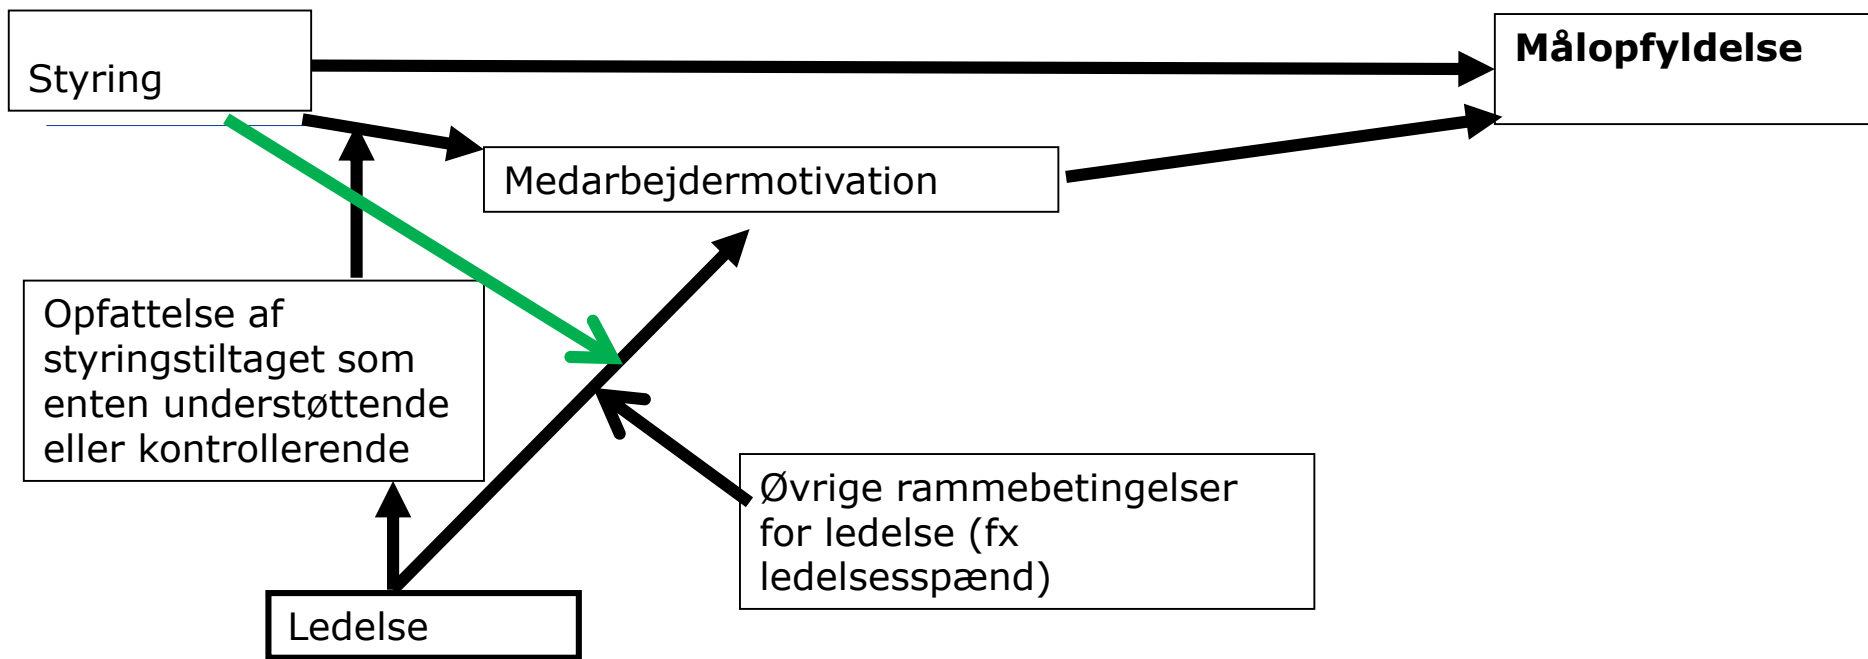 Styring
Målopfyldelse
Medarbejdermotivation
Opfattelse af
styringstiltaget som
enten understøttende
eller kontrollerende
Øvrige rammebetingelser
for ledelse (fx
ledelsesspænd)
Ledelse